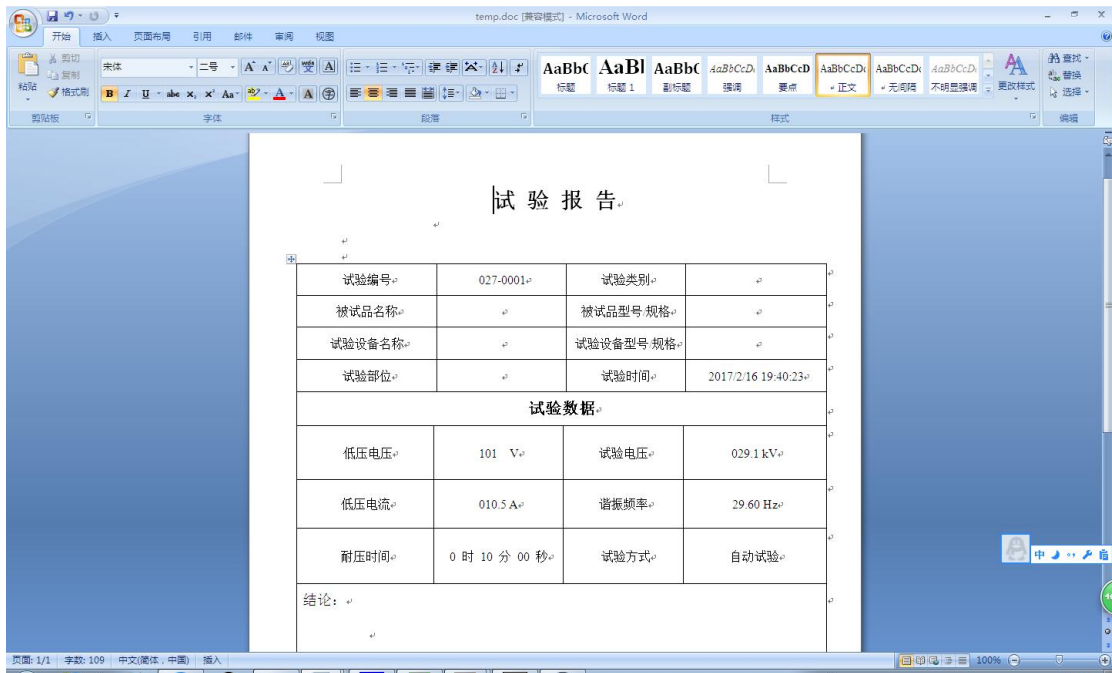 temp.doc [兼容模式] - Microsoft Word
开始 插入 页面布局 引用 邮件 审阅 视图
剪切
复制
格式刷
粘贴
剪贴板
宋体 二号
B I U abe X, X' Aa
字体
段落
AaBb( AaBl AaBb( AaBbCcD AaBbCcD AaBbCcDc AaBbCcDc AaBbCcD
标题 标题 1 副标题 强调 要点 正文 无间隔 不明显强调
更改样式
样式
查找
替换
选择
编辑
试 验 报 告
试验编号 027-0001 试验类别
被试品名称 被试品型号/规格
试验设备名称 试验设备型号/规格
试验部位 试验时间 2017/2/16 19:40:23
试验数据
低压电压 101 V 试验电压 029.1 kV
低压电流 010.5 A 谐振频率 29.60 Hz
耐压时间 0 时 10 分 00 秒 试验方式 自动试验
结论：
中
页面: 1/1 字数: 109 中文(简体，中国) 插入 100%